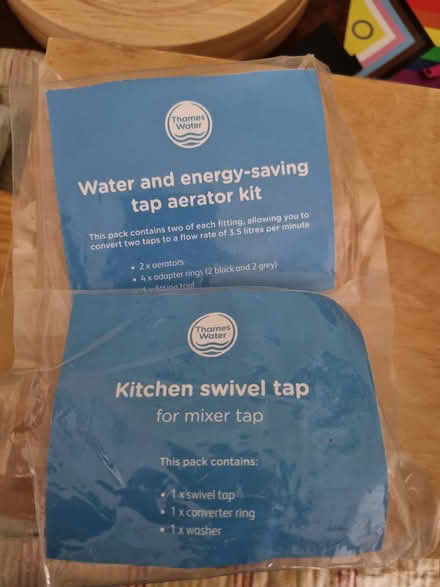 Thames
Water
Water and energy-saving
tap aerator kit
This pack contains two of each fitting, allowing you to
convert two taps to a flow rate of 3.5 litres per minute
• 2 x aerators
• 4 x adapter rings (2 black and 2 grey)
x fitting tool
Thames
Water
Kitchen swivel tap
for mixer tap
This pack contains:
• 1 x swivel tap
• 1 x converter ring
• 1 x washer